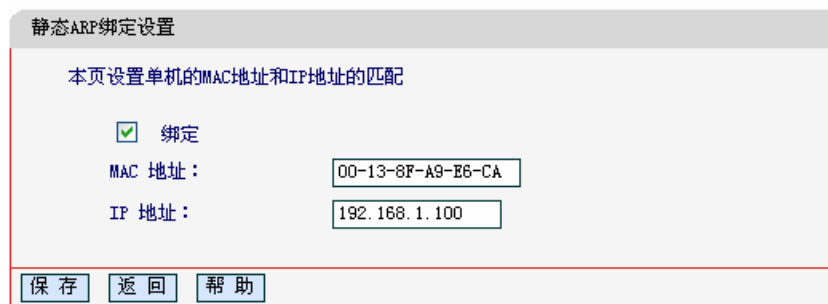 静态ARP绑定设置
本页设置单机的MAC地址和IP地址的匹配
绑定
MAC 地址： 00-13-8F-A9-E6-CA
IP 地址： 192.168.1.100
保 存 返 回 帮 助